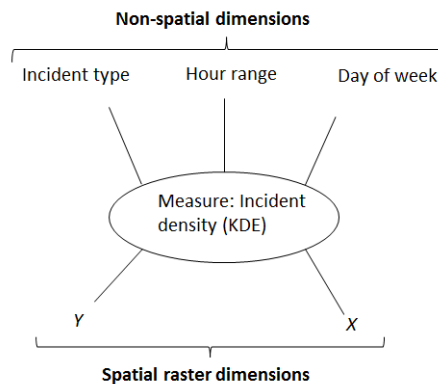 Non-spatial dimensions
Incident type Hour range Day of week
Measure: Incident
density (KDE)
Y X
Spatial raster dimensions